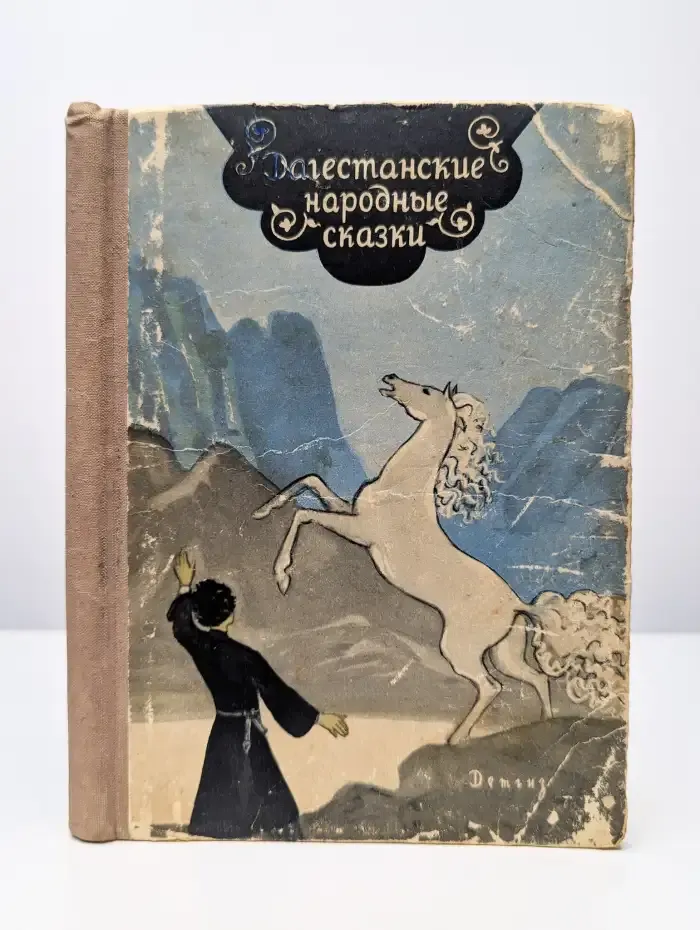 Дагестанские
народные
сказки
Детгиз